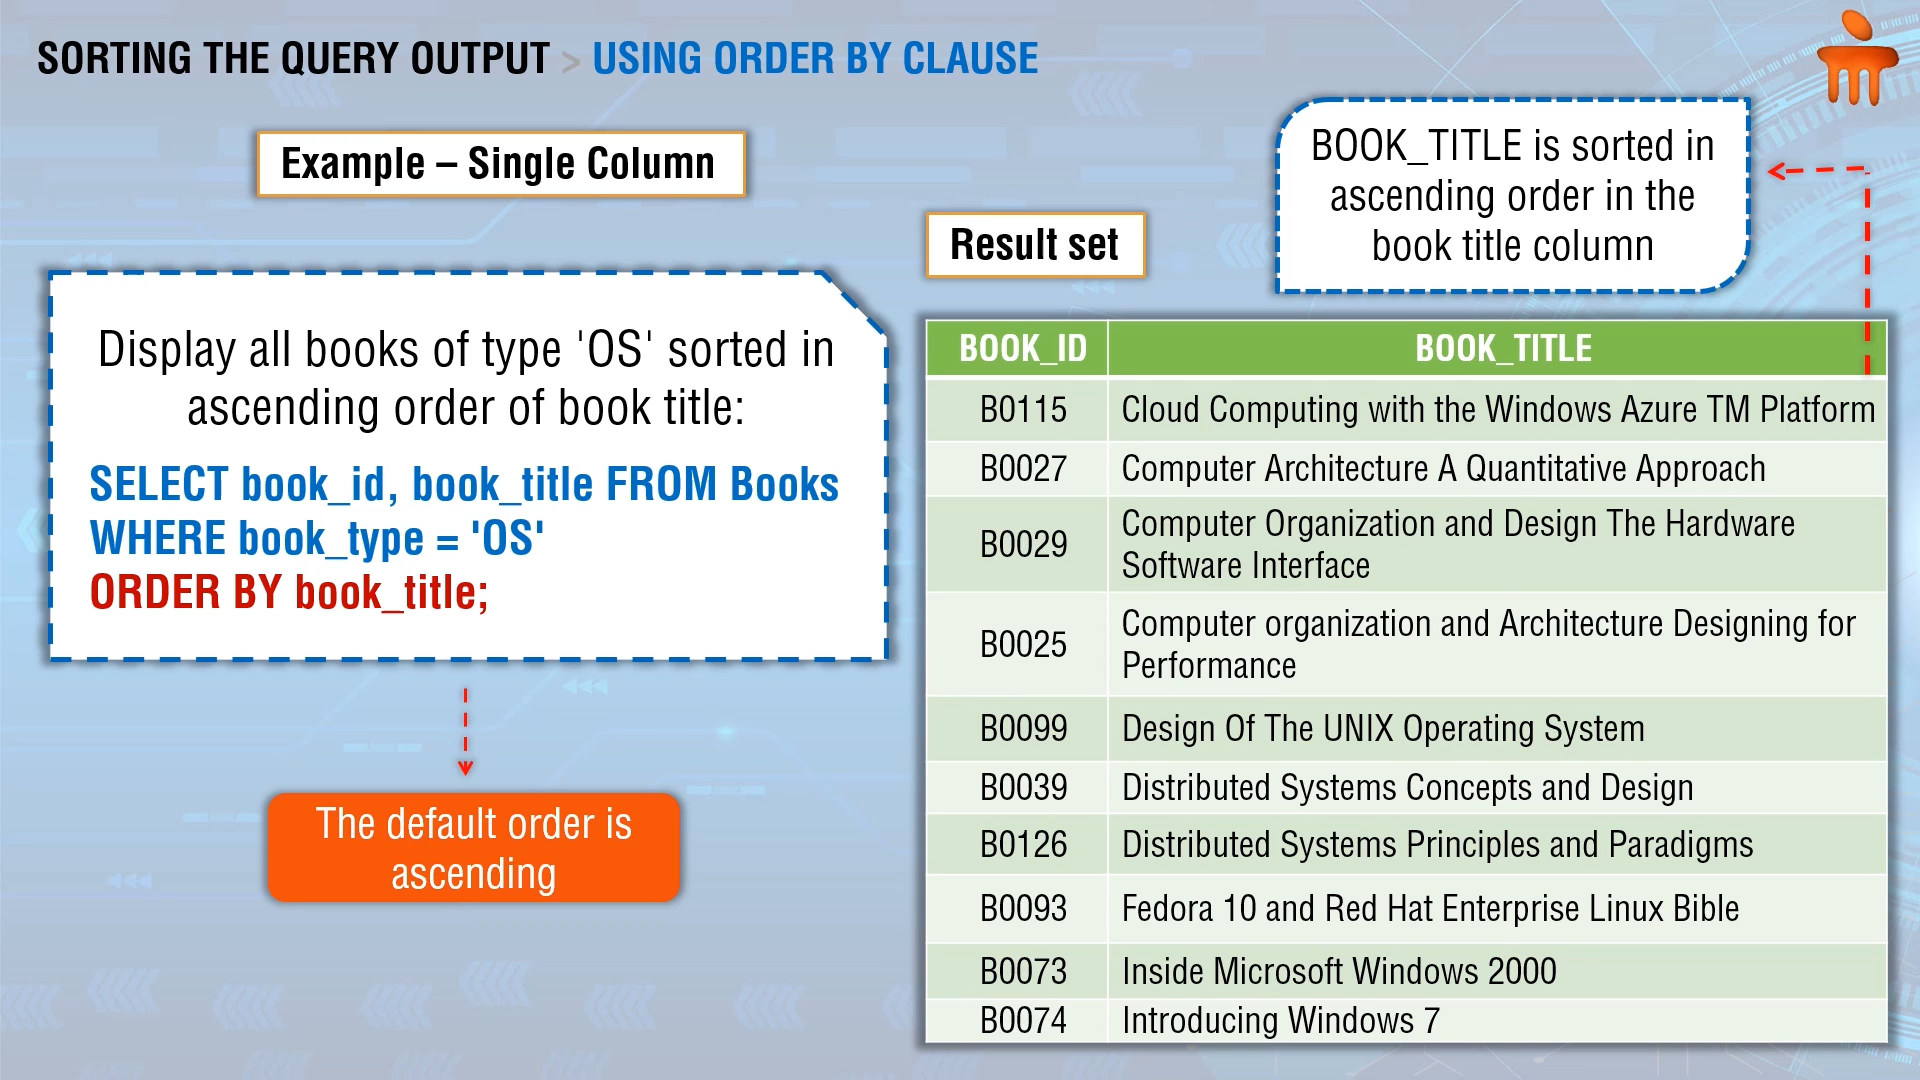 SORTING THE QUERY OUTPUT > USING ORDER BY CLAUSE
Example – Single Column
Display all books of type 'OS' sorted in
ascending order of book title:
SELECT book_id, book_title FROM Books
WHERE book_type = 'OS'
ORDER BY book_title;
The default order is
ascending
Result set
BOOK_TITLE is sorted in
ascending order in the
book title column
BOOK_ID BOOK_TITLE
B0115 Cloud Computing with the Windows Azure TM Platform
B0027 Computer Architecture A Quantitative Approach
B0029 Computer Organization and Design The Hardware
Software Interface
B0025 Computer organization and Architecture Designing for
Performance
B0099 Design Of The UNIX Operating System
B0039 Distributed Systems Concepts and Design
B0126 Distributed Systems Principles and Paradigms
B0093 Fedora 10 and Red Hat Enterprise Linux Bible
B0073 Inside Microsoft Windows 2000
B0074 Introducing Windows 7